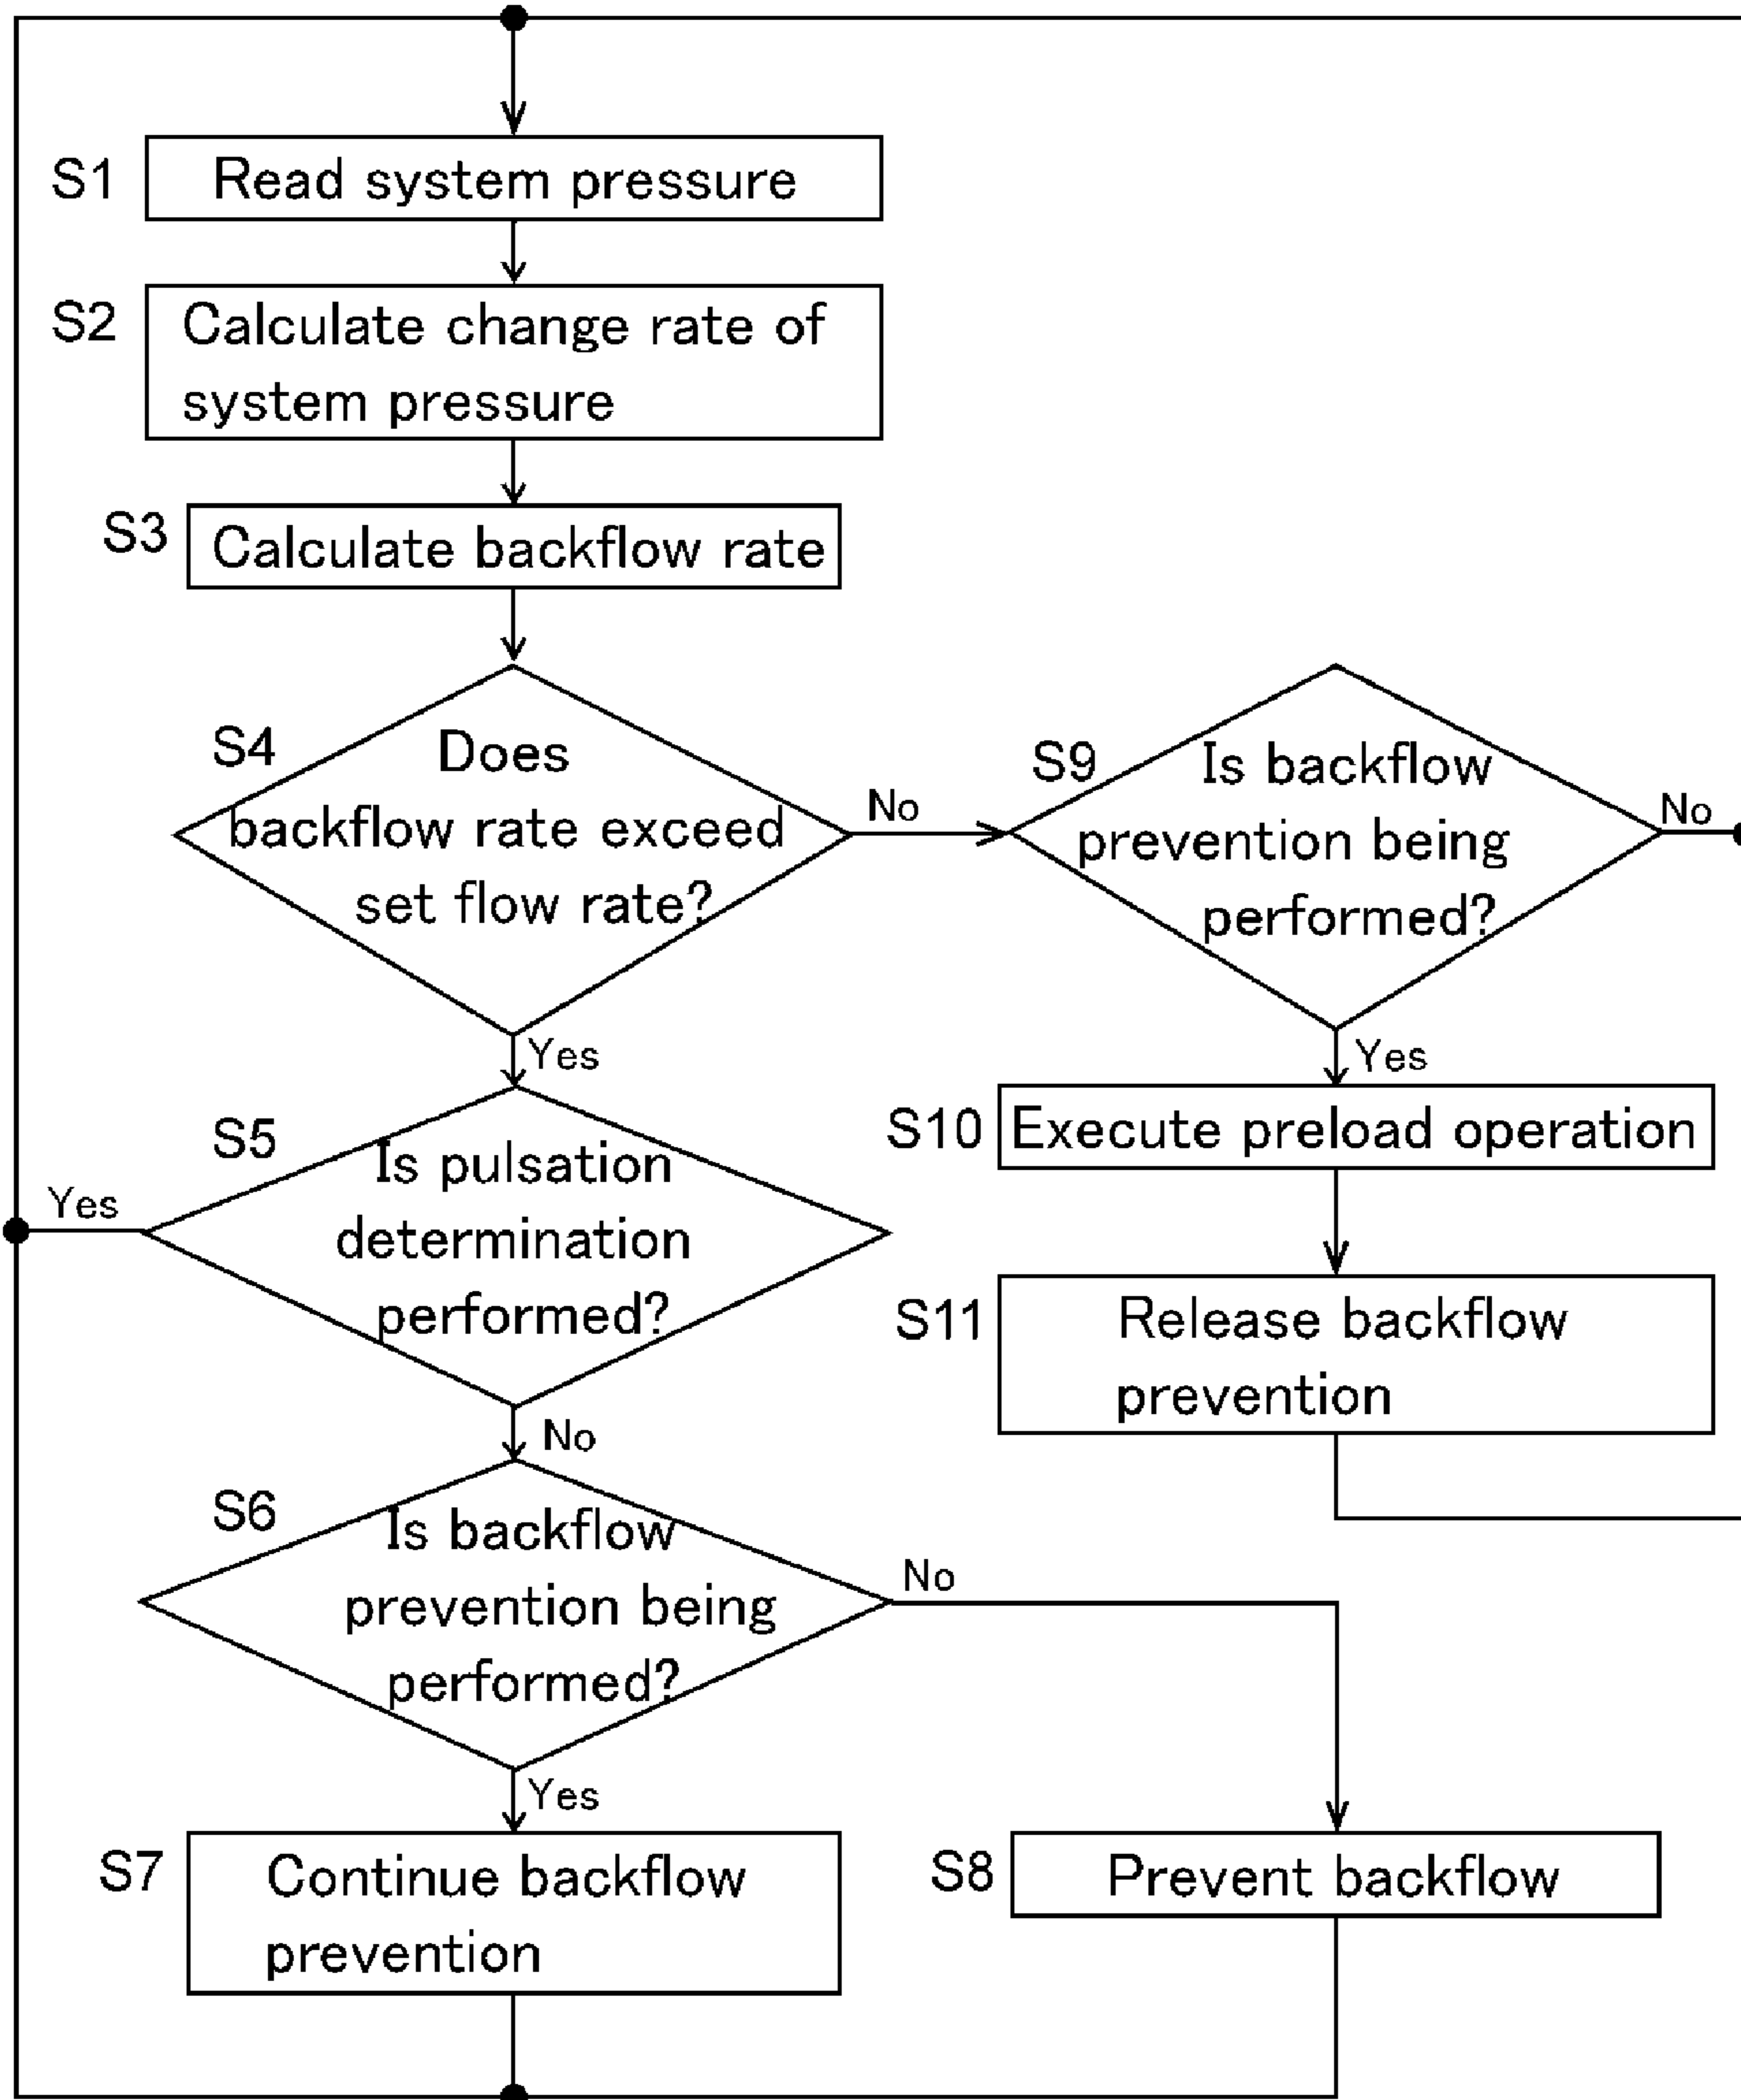 S1
Read system pressure
S2
Calculate change rate of
system pressure
S3
Calculate backflow rate
S4
Does
backflow rate exceed
set flow rate?
No
Yes
S9
Is backflow
prevention being
performed?
No
Yes
S10
Execute preload operation
S11
Release backflow
prevention
S5
Is pulsation
determination
performed?
Yes
No
S6
Is backflow
prevention being
performed?
No
Yes
S7
Continue backflow
prevention
S8
Prevent backflow